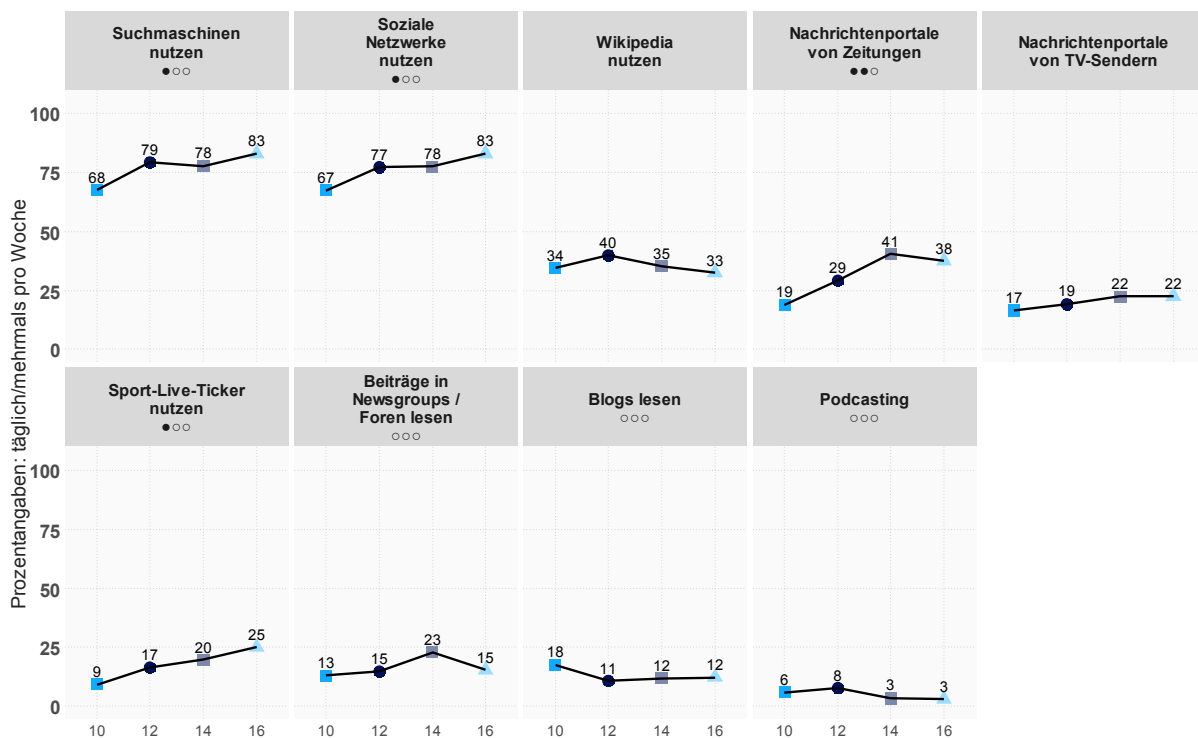 Suchmaschinen
nutzen
●○○
Soziale
Netzwerke
nutzen
●○○
Wikipedia
nutzen
Nachrichtenportale
von Zeitungen
●●○
Nachrichtenportale
von TV-Sendern
Prozentangaben: täglich/mehrmals pro Woche
100
75
50
25
0
68
79
78
83
67
77
78
83
34
40
35
33
19
29
41
38
17
19
22
22
Sport-Live-Ticker
nutzen
●○○
Beiträge in
Newsgroups /
Foren lesen
○○○
Blogs lesen
○○○
Podcasting
○○○
100
75
50
25
0
9
17
20
25
13
15
23
15
18
11
12
12
6
8
3
3
10 12 14 16
10 12 14 16
10 12 14 16
10 12 14 16